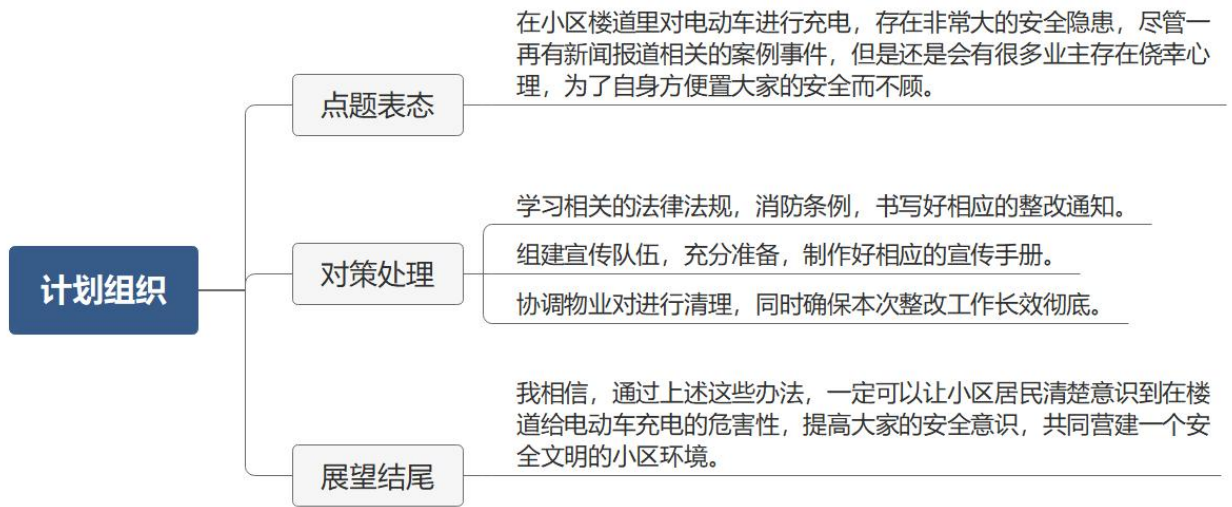 计划组织
点题表态
在小区楼道里对电动车进行充电，存在非常大的安全隐患，尽管一
再有新闻报道相关的案例事件，但是还是会有很多业主存在侥幸心
理，为了自身方便置大家的安全而不顾。
对策处理
学习相关的法律法规，消防条例，书写好相应的整改通知。
组建宣传队伍，充分准备，制作好相应的宣传手册。
协调物业对进行清理，同时确保本次整改工作长效彻底。
展望结尾
我相信，通过上述这些办法，一定可以让小区居民清楚意识到在楼
道给电动车充电的危害性，提高大家的安全意识，共同营建一个安
全文明的小区环境。